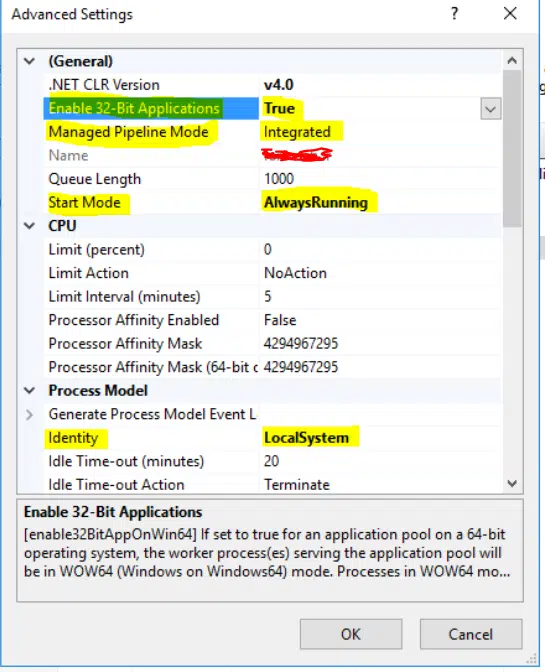 Advanced Settings
?
(General)
.NET CLR Version v4.0
Enable 32-Bit Applications True
Managed Pipeline Mode Integrated
Name
Queue Length 1000
Start Mode AlwaysRunning
CPU
Limit (percent) 0
Limit Action NoAction
Limit Interval (minutes) 5
Processor Affinity Enabled False
Processor Affinity Mask 4294967295
Processor Affinity Mask (64-bit o 4294967295
Process Model
Generate Process Model Event L
Identity LocalSystem
Idle Time-out (minutes) 20
Idle Time-out Action Terminate
Enable 32-Bit Applications
[enable32BitAppOnWin64] If set to true for an application pool on a 64-bit
operating system, the worker process(es) serving the application pool will
be in WOW64 (Windows on Windows64) mode. Processes in WOW64 mo...
OK Cancel